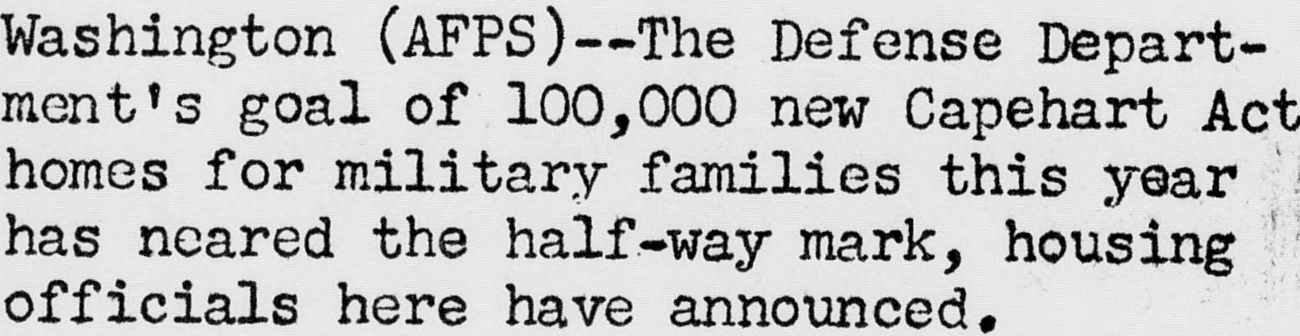 Washington (AFPS)--The Defense Depart-
ment's goal of 100,000 new Capehart Act
homes for military families this year
has neared the half-way mark, housing
officials here have announced.